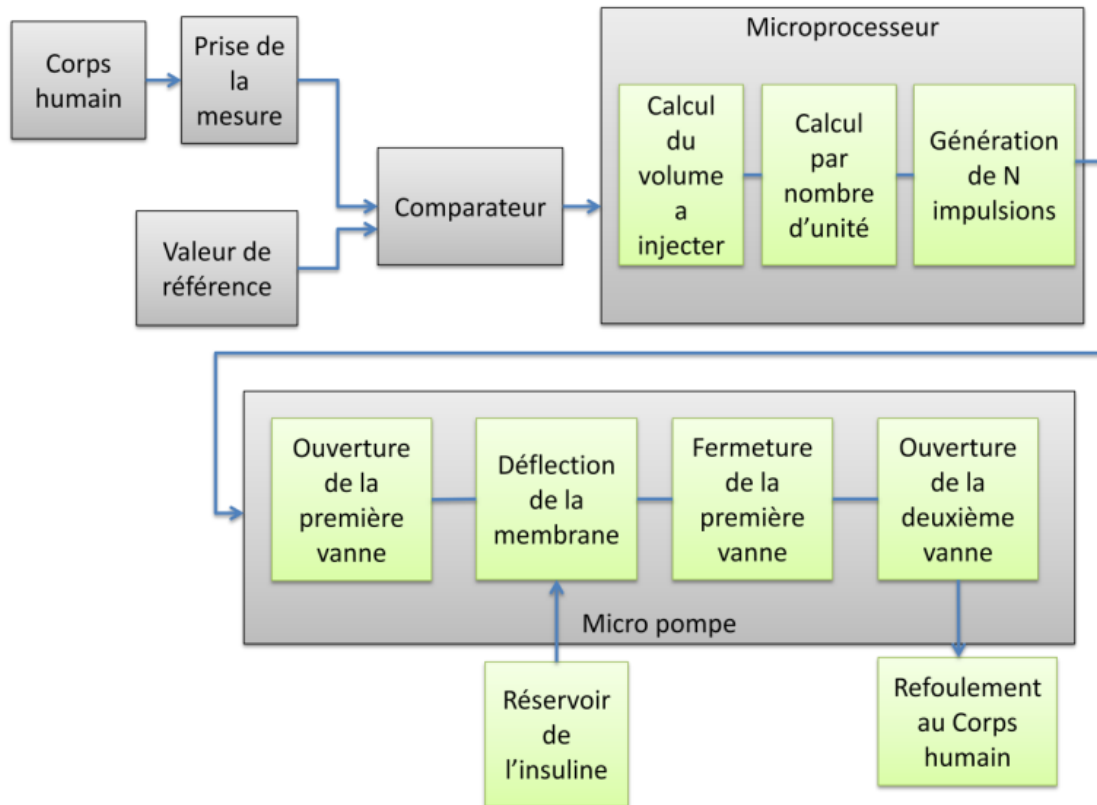 Corps
humain
Prise de
la
mesure
Valeur de
référence
Comparateur
Microprocesseur
Calcul
du
volume
a
injecter
Calcul
par
nombre
d'unité
Génération
de N
impulsions
Ouverture
de la
première
vanne
Déflection
de la
membrane
Fermeture
de la
première
vanne
Ouverture
de la
deuxième
vanne
Micro pompe
Réservoir
de
l'insuline
Refoulement
au Corps
humain